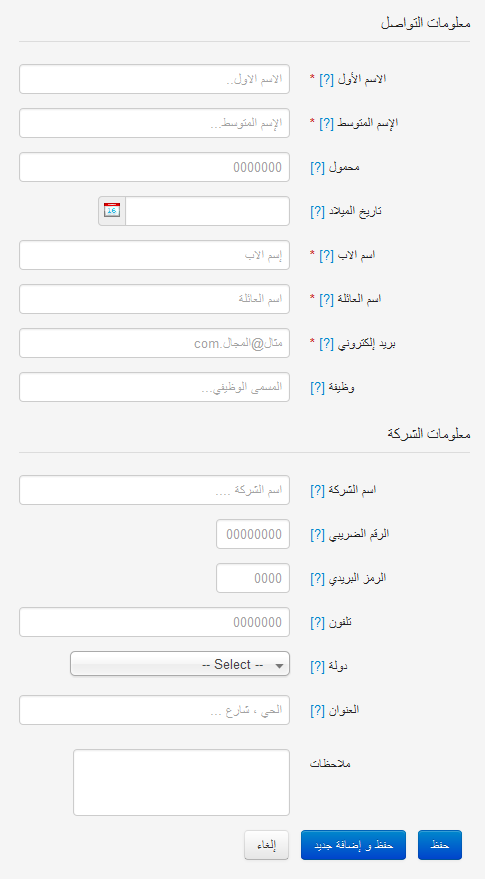 معلومات التواصل
الاسم الأول [?] * الاسم الاول..
الإسم المتوسط [?] * الإسم المتوسط...
محمول [?] 0000000
تاريخ الميلاد [?]
اسم الاب [?] * إسم الاب
اسم العائلة [?] * اسم العائلة
بريد إلكتروني [?] * مثال@المجال.com
وظيفة [?] المسمى الوظيفي...
معلومات الشركة
اسم الشركة [?] اسم الشركة ....
الرقم الضريبي [?] 00000000
الرمز البريدي [?] 0000
تلفون [?] 0000000
دولة [?] -- Select --
العنوان [?] الحي ، شارع ...
ملاحظات
حفظ حفظ و إضافة جديد إلغاء